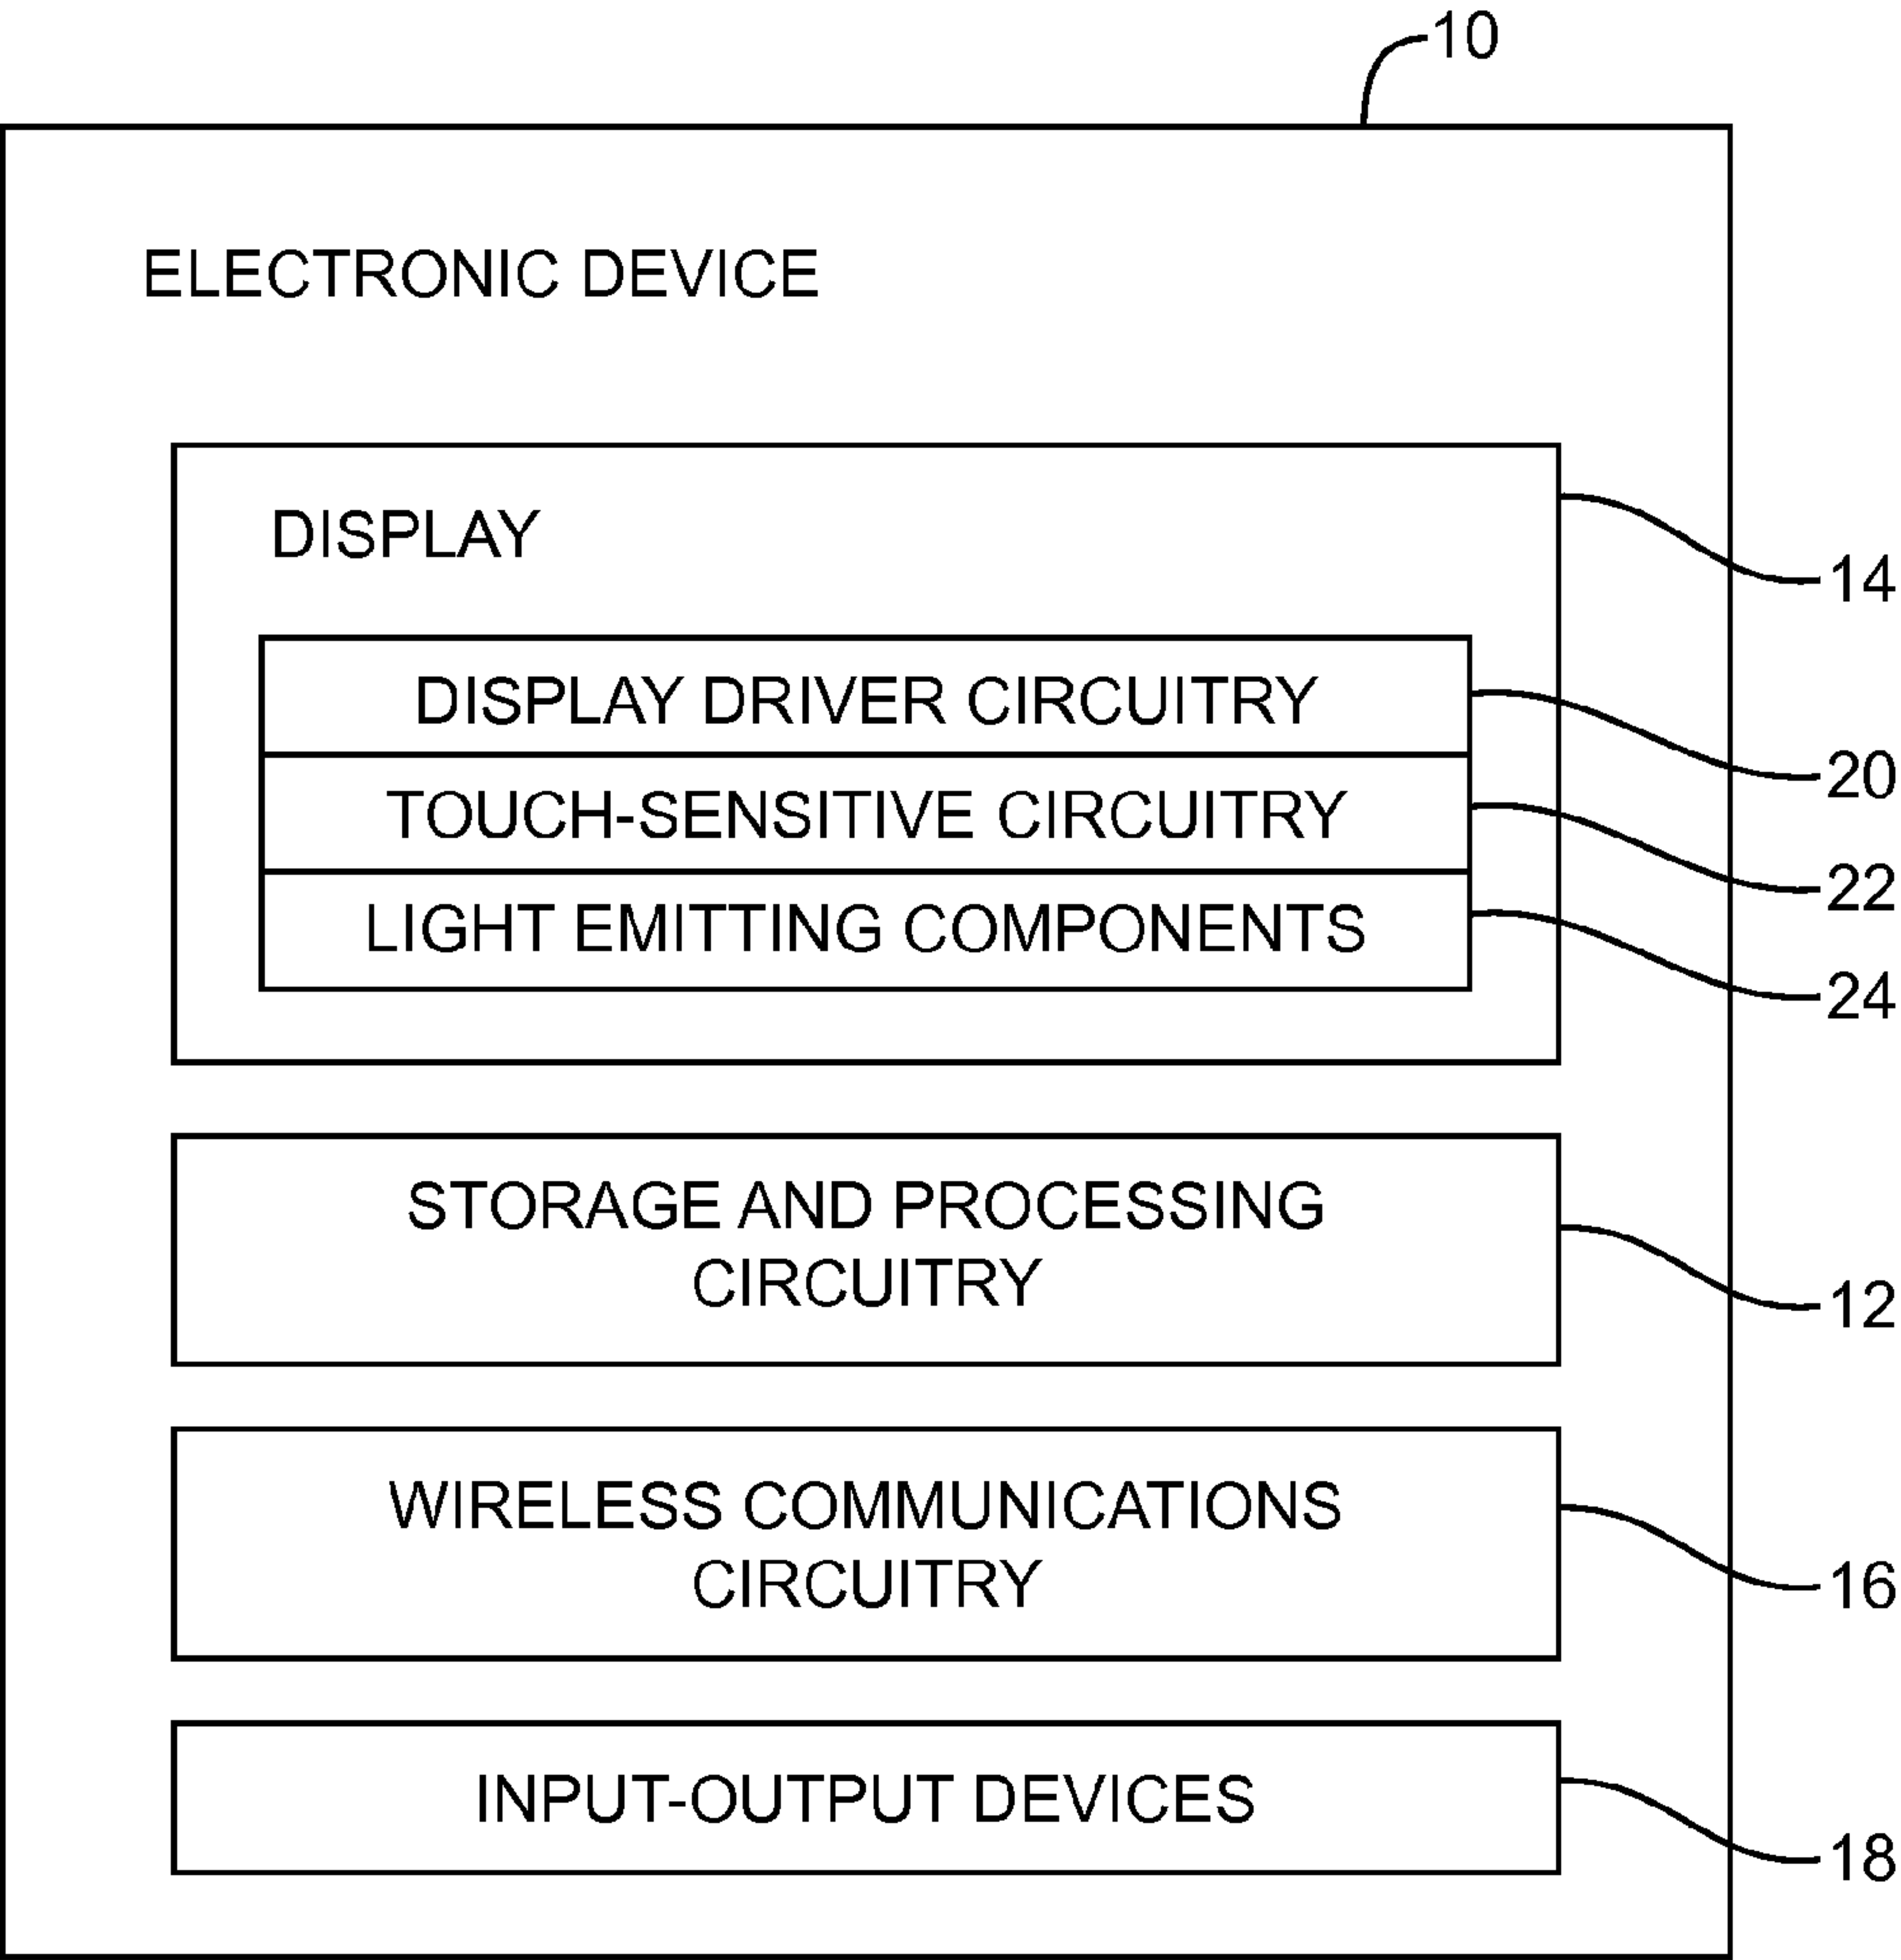 10
ELECTRONIC DEVICE
DISPLAY
14
DISPLAY DRIVER CIRCUITRY
20
TOUCH-SENSITIVE CIRCUITRY
22
LIGHT EMITTING COMPONENTS
24
STORAGE AND PROCESSING
CIRCUITRY
12
WIRELESS COMMUNICATIONS
CIRCUITRY
16
INPUT-OUTPUT DEVICES
18